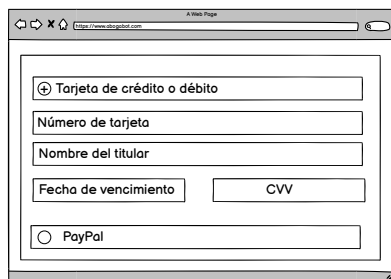 A Web Page
https://www.abogabot.com
Tarjeta de crédito o débito
Número de tarjeta
Nombre del titular
Fecha de vencimiento
CVV
PayPal